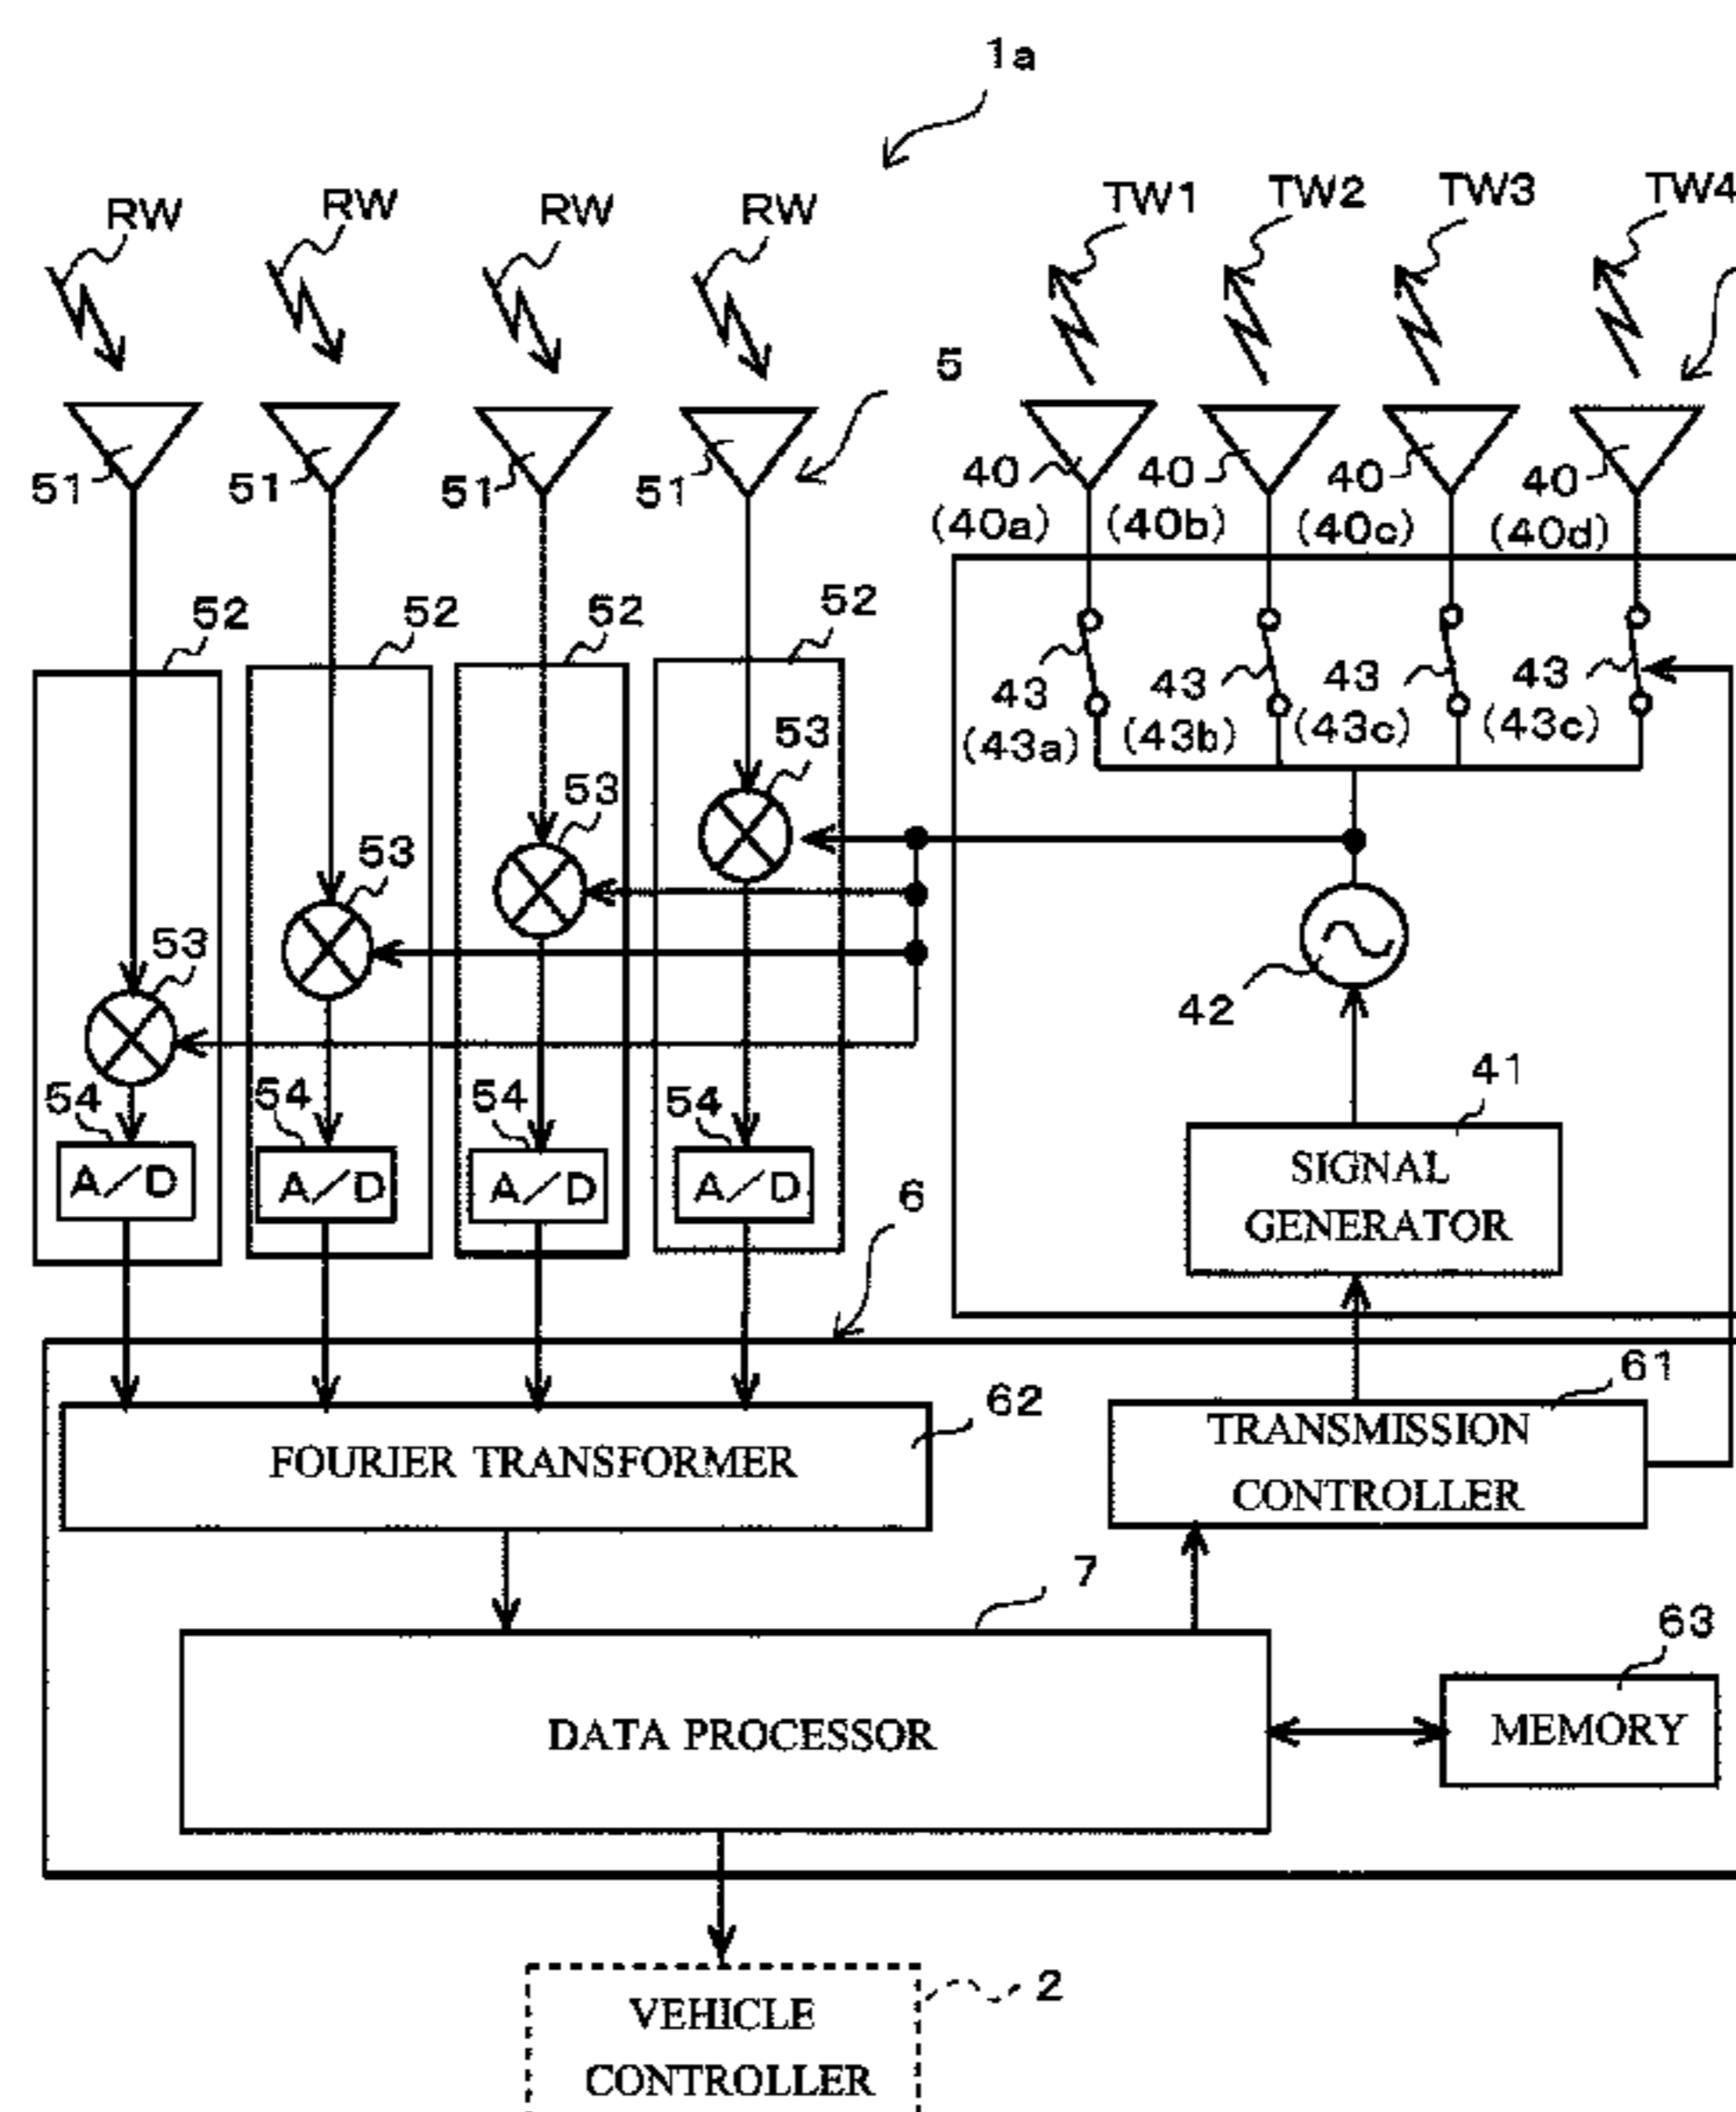 1a
RW RW RW RW TW1 TW2 TW3 TW4
5
51 51 51 51 40 40 40 40
(40a) (40b) (40c) (40d)
52 52 52 52
43 43 43 43
(43a) (43b) (43c) (43c)
53 53 53 53
42
54 54 54 54 41
A/D A/D A/D A/D
SIGNAL
GENERATOR
6
61
62
FOURIER TRANSFORMER
TRANSMISSION
CONTROLLER
7
63
DATA PROCESSOR
MEMORY
2
VEHICLE
CONTROLLER